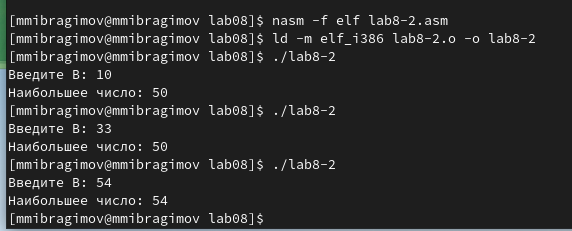 [mmibragimov@mmibragimov lab08]$ nasm -f elf lab8-2.asm
[mmibragimov@mmibragimov lab08]$ ld -m elf_i386 lab8-2.o -o lab8-2
[mmibragimov@mmibragimov lab08]$ ./lab8-2
Введите B: 10
Наибольшее число: 50
[mmibragimov@mmibragimov lab08]$ ./lab8-2
Введите B: 33
Наибольшее число: 50
[mmibragimov@mmibragimov lab08]$ ./lab8-2
Введите B: 54
Наибольшее число: 54
[mmibragimov@mmibragimov lab08]$